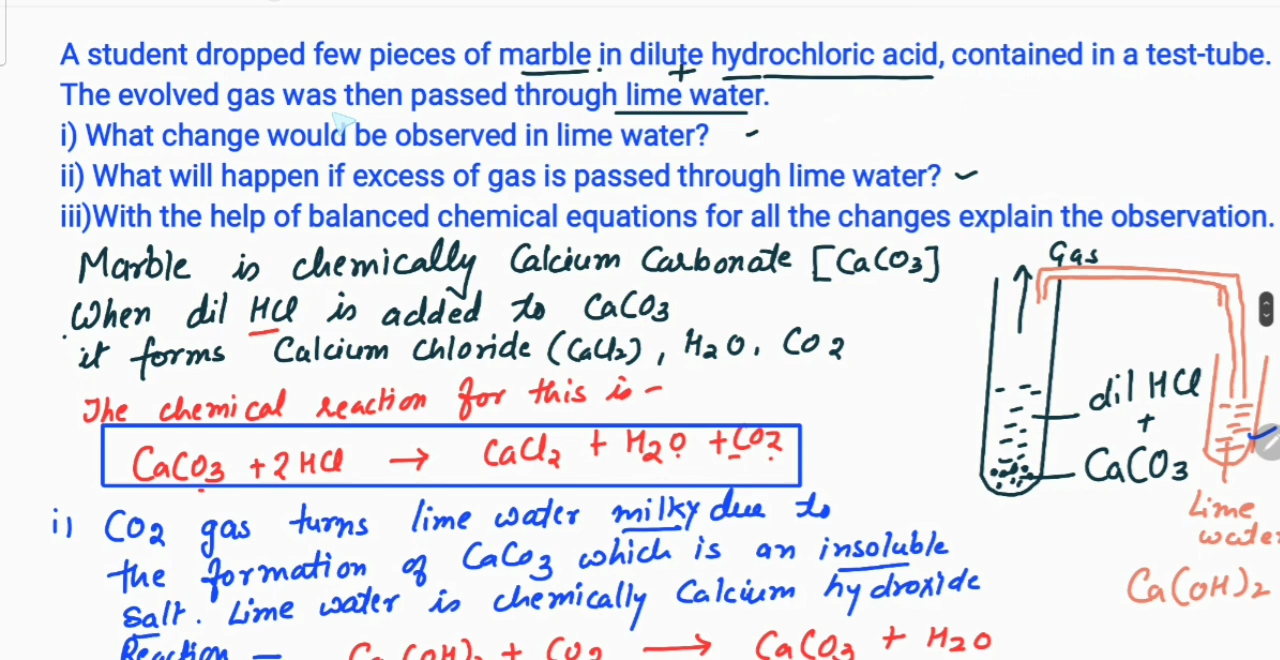 A student dropped few pieces of marble in dilute hydrochloric acid, contained in a test-tube.
The evolved gas was then passed through lime water.
i) What change would be observed in lime water?
ii) What will happen if excess of gas is passed through lime water?
iii)With the help of balanced chemical equations for all the changes explain the observation.
Marble is chemically Calcium Carbonate [CaCO3]
When dil HCl is added to CaCO3
it forms Calcium Chloride (CaCl2), H2O, CO2
The chemical reaction for this is -
CaCO3 + 2HCl → CaCl2 + H2O + CO2
i) CO2 gas turns lime water milky due to
the formation of CaCo3 which is an insoluble
Salt. Lime water is chemically Calcium hydroxide
Reaction - Ca(OH)2 + CO2 → CaCO3 + H2O
Gas
dil HCl
+
CaCO3
Lime
water
Ca(OH)2